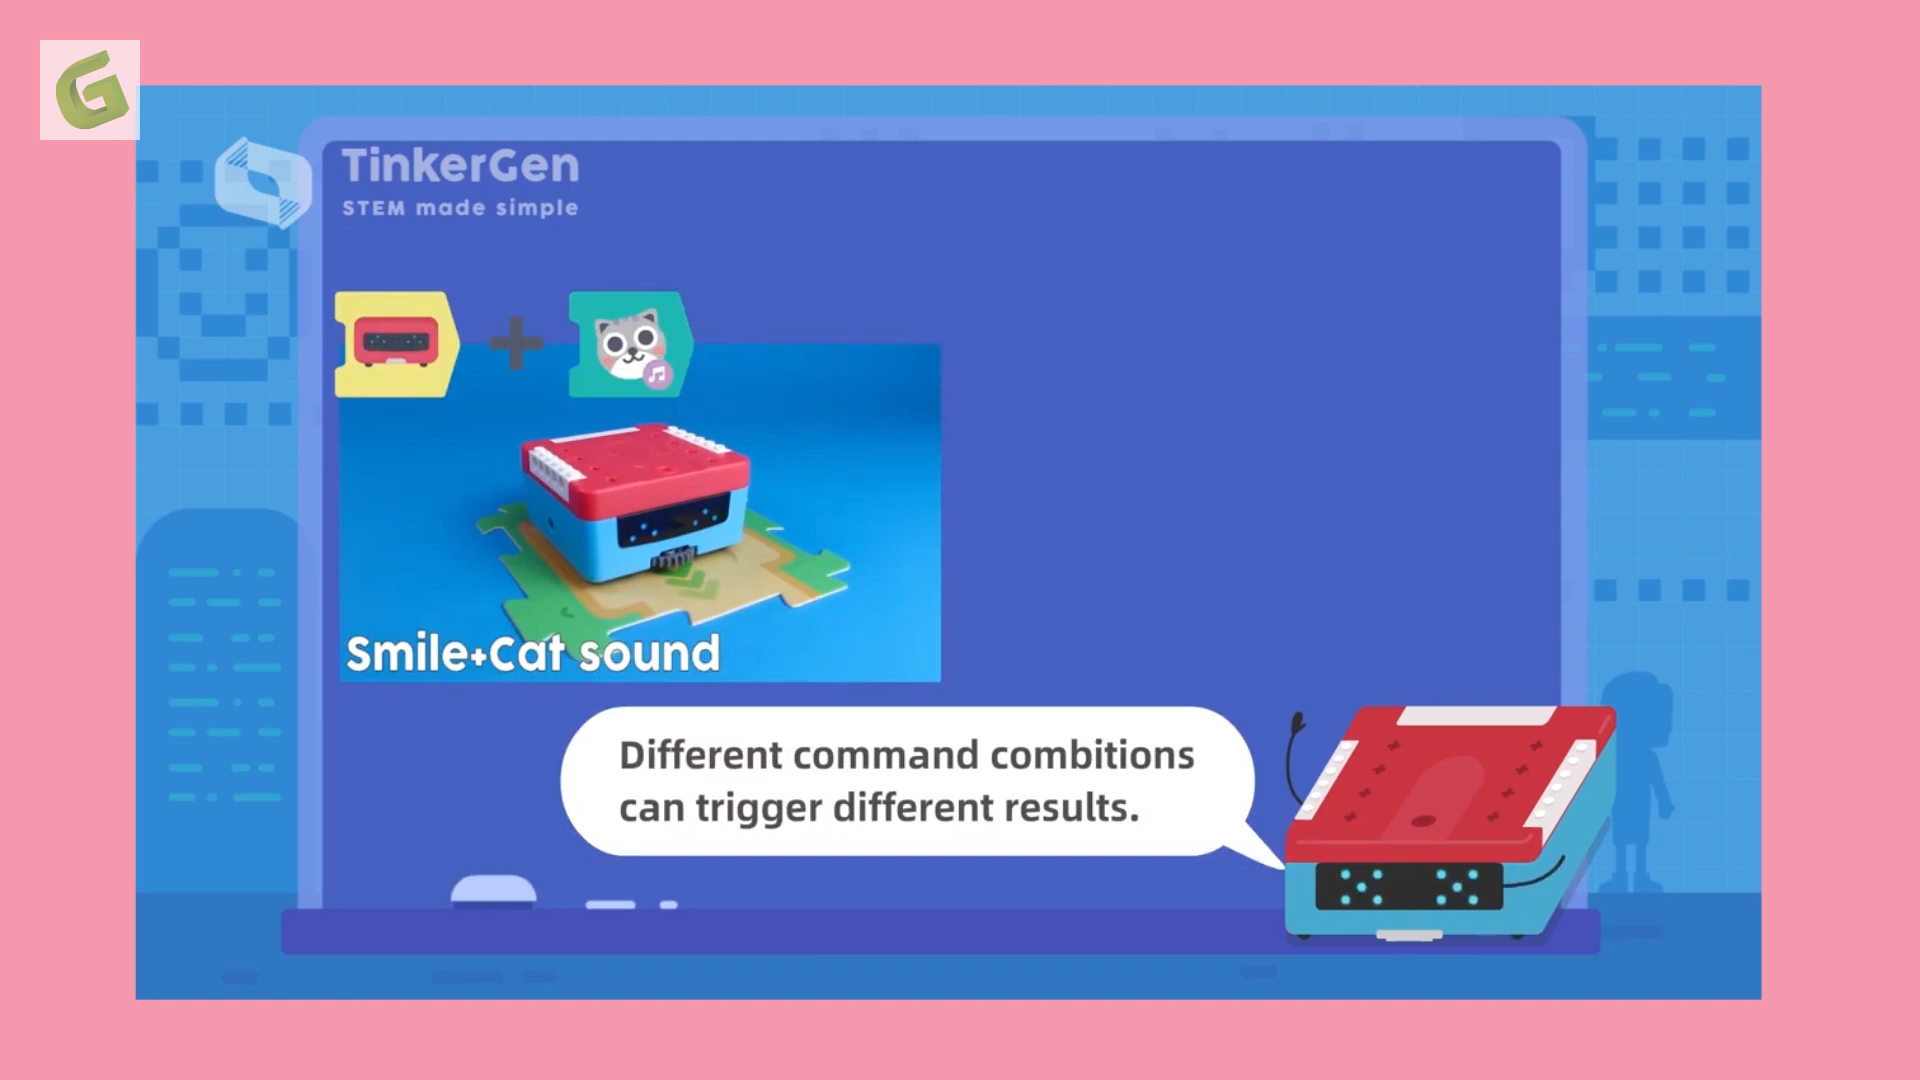 G
TinkerGen
STEM made simple
Smile+Cat sound
Different command combitions
can trigger different results.